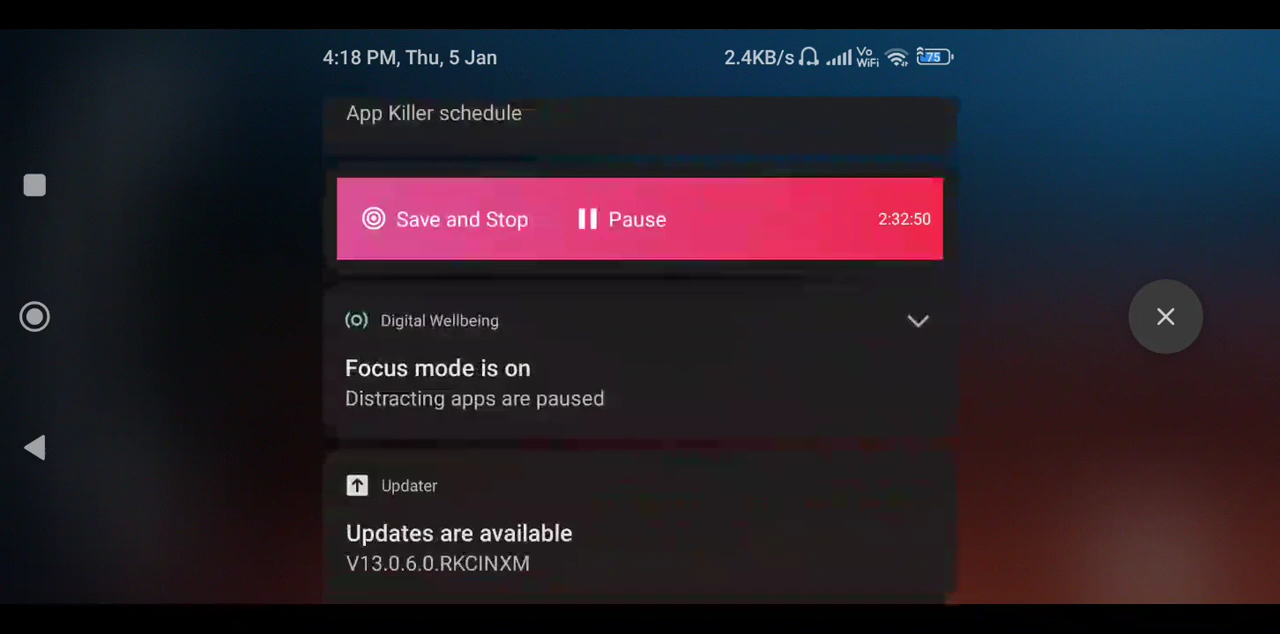 4:18 PM, Thu, 5 Jan 2.4KB/s Vo WiFi 75
App Killer schedule
Save and Stop Pause 2:32:50
Digital Wellbeing
Focus mode is on
Distracting apps are paused
Updater
Updates are available
V13.0.6.0.RKCINXM